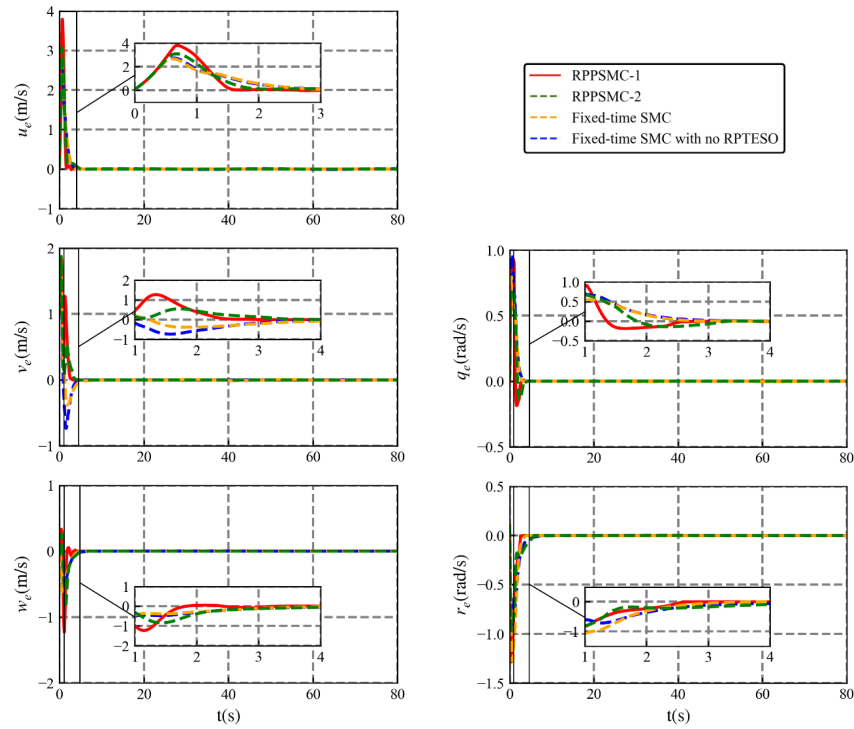 4
3
2
1
0
−1
u_e(m/s)
4
2
0
0 1 2 3
0 20 40 60 80
RPPSMC-1
RPPSMC-2
Fixed-time SMC
Fixed-time SMC with no RPTESO
2
1
0
−1
v_e(m/s)
2
1
0
−1
1 2 3 4
0 20 40 60 80
1.0
0.5
0.0
−0.5
q_e(rad/s)
1.0
0.5
0.0
−0.5
1 2 3 4
0 20 40 60 80
1
0
−1
−2
w_e(m/s)
1
0
−1
−2
1 2 3 4
0 20 40 60 80
t(s)
0.5
0.0
−0.5
−1.0
−1.5
r_e(rad/s)
0
−1
1 2 3 4
0 20 40 60 80
t(s)